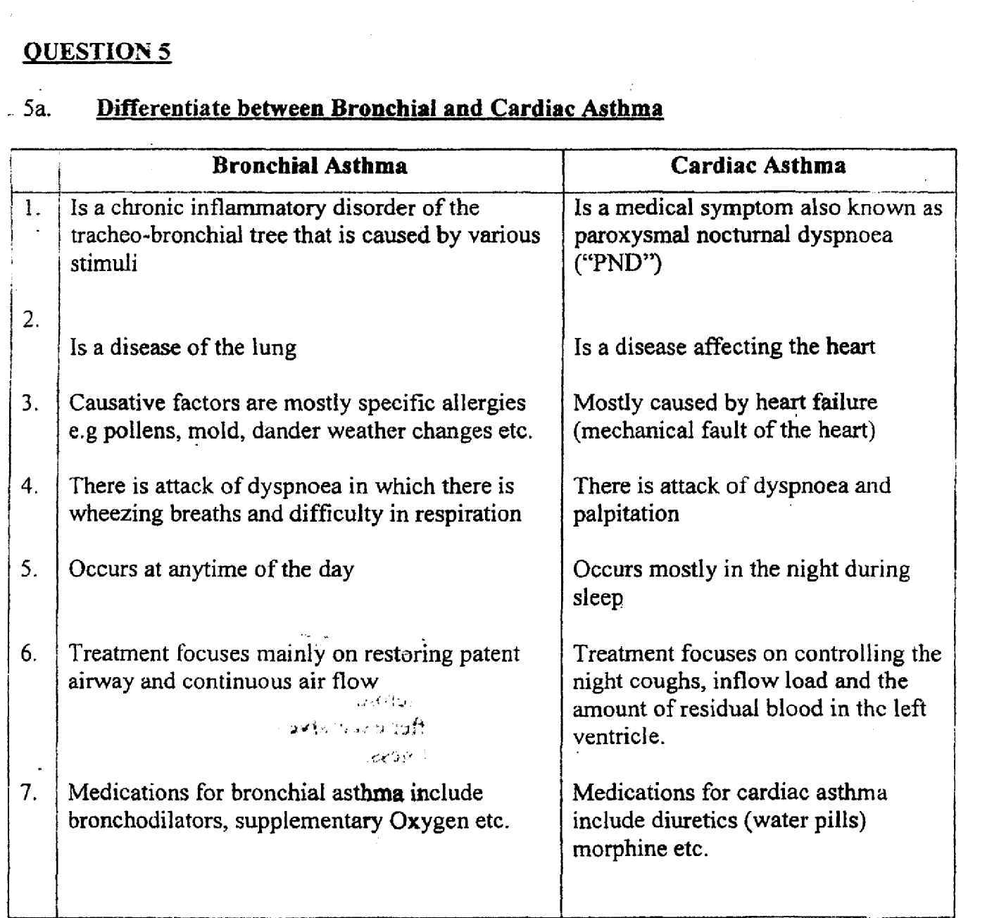 QUESTION 5
5a. Differentiate between Bronchial and Cardiac Asthma
Bronchial Asthma
Cardiac Asthma
1. Is a chronic inflammatory disorder of the
tracheo-bronchial tree that is caused by various
stimuli
Is a medical symptom also known as
paroxysmal nocturnal dyspnoea
(“PND”)
2.
Is a disease of the lung
Is a disease affecting the heart
3. Causative factors are mostly specific allergies
e.g pollens, mold, dander weather changes etc.
Mostly caused by heart failure
(mechanical fault of the heart)
4. There is attack of dyspnoea in which there is
wheezing breaths and difficulty in respiration
There is attack of dyspnoea and
palpitation
5. Occurs at anytime of the day
Occurs mostly in the night during
sleep
6. Treatment focuses mainly on restoring patent
airway and continuous air flow
Treatment focuses on controlling the
night coughs, inflow load and the
amount of residual blood in the left
ventricle.
7. Medications for bronchial asthma include
bronchodilators, supplementary Oxygen etc.
Medications for cardiac asthma
include diuretics (water pills)
morphine etc.